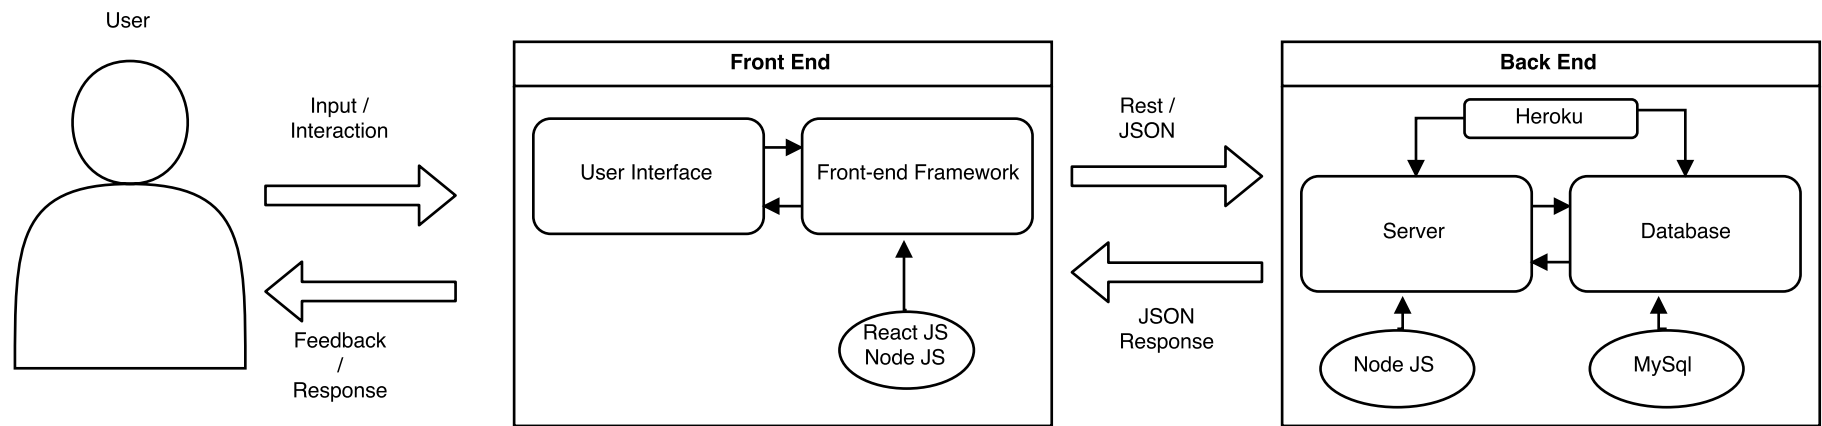 User
Input /
Interaction
Feedback
/
Response
Front End
User Interface
Front-end Framework
React JS
Node JS
Rest /
JSON
JSON
Response
Back End
Heroku
Server
Database
Node JS
MySql